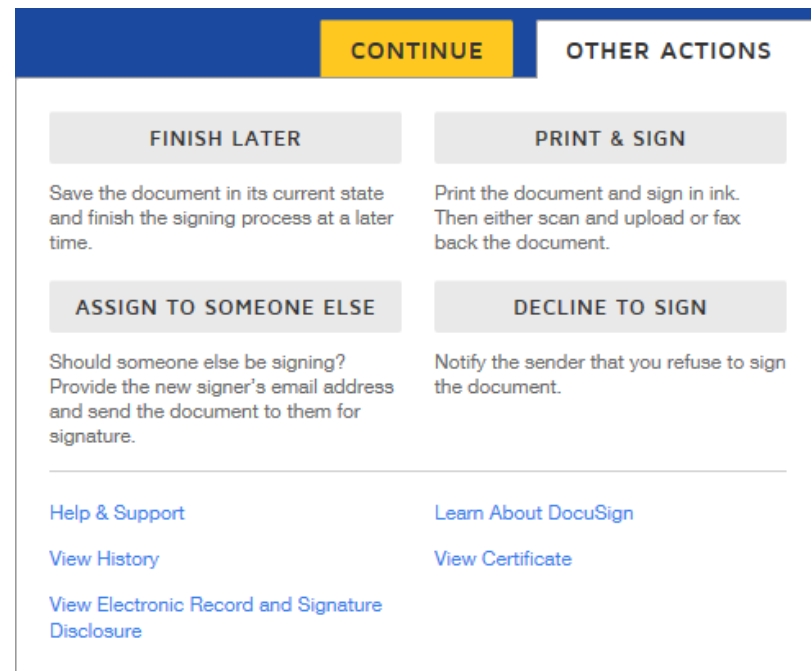 CONTINUE
OTHER ACTIONS
FINISH LATER
Save the document in its current state
and finish the signing process at a later
time.
PRINT & SIGN
Print the document and sign in ink.
Then either scan and upload or fax
back the document.
ASSIGN TO SOMEONE ELSE
Should someone else be signing?
Provide the new signer's email address
and send the document to them for
signature.
DECLINE TO SIGN
Notify the sender that you refuse to sign
the document.
Help & Support
Learn About DocuSign
View History
View Certificate
View Electronic Record and Signature
Disclosure